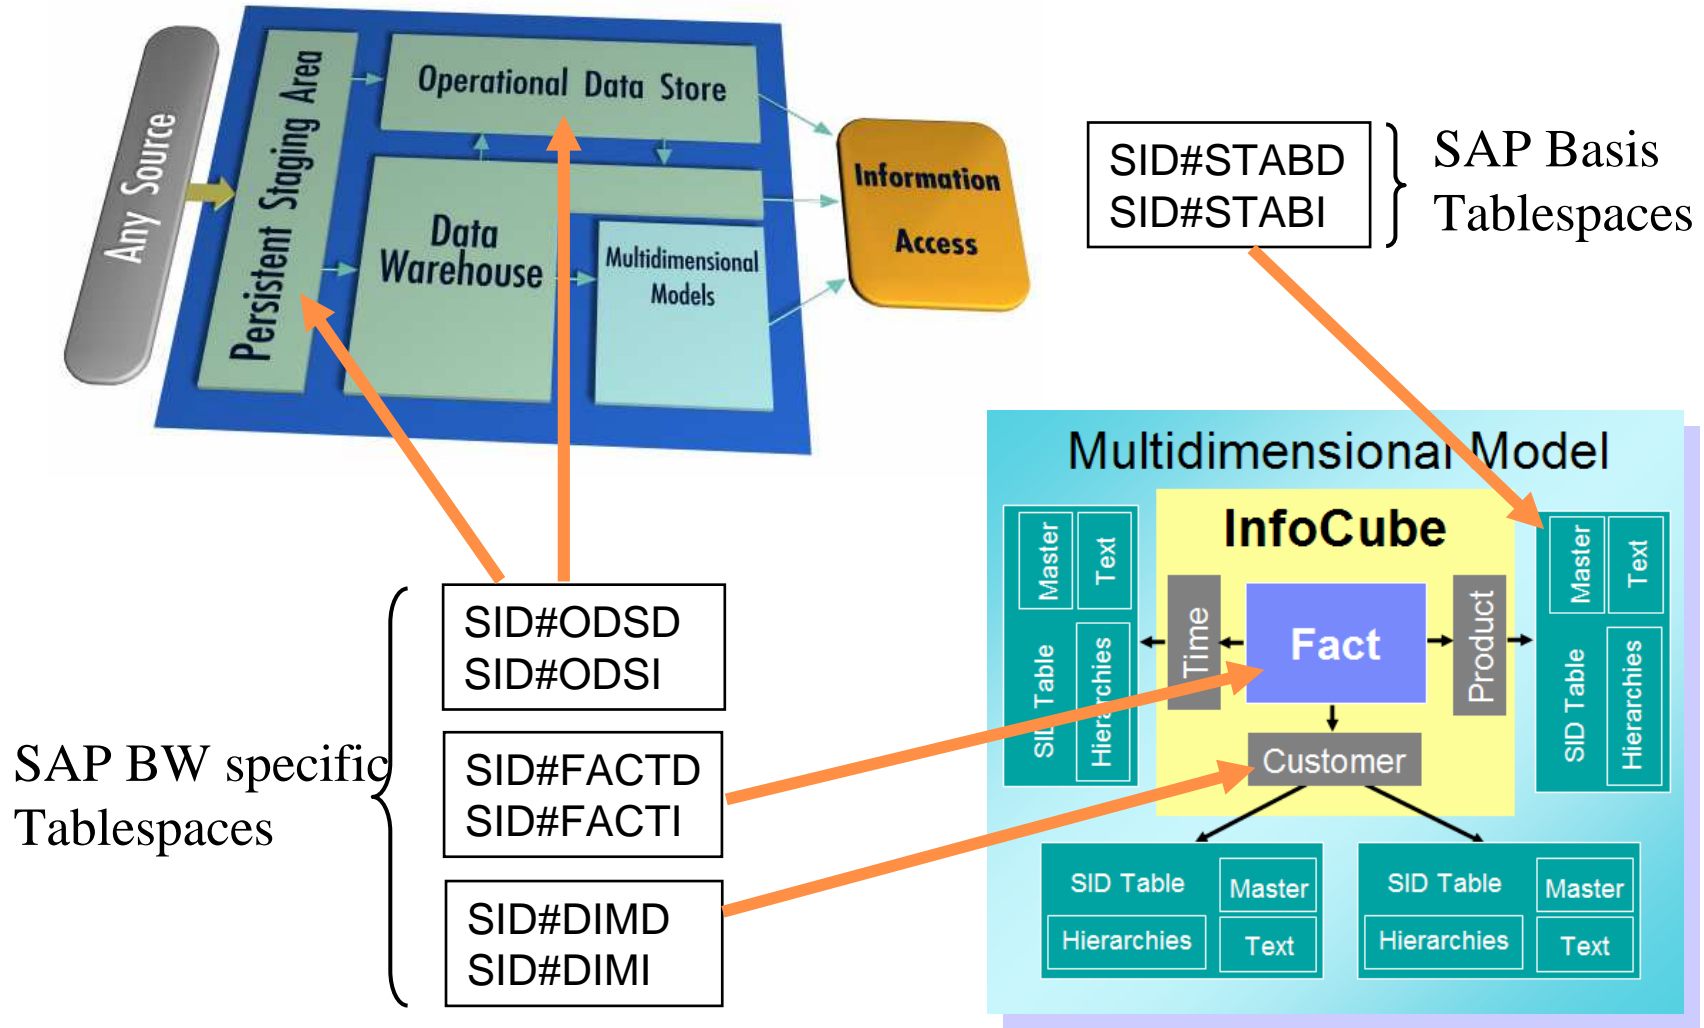 Any Source
Persistent Staging Area
Operational Data Store
Data
Warehouse
Multidimensional
Models
Information
Access
SID#STABD
SID#STABI
SAP Basis
Tablespaces
SAP BW specific
Tablespaces
SID#ODSD
SID#ODSI
SID#FACTD
SID#FACTI
SID#DIMD
SID#DIMI
Multidimensional Model
InfoCube
Master
Text
SID Table
Hierarchies
Time
Fact
Product
Customer
Master
Text
SID Table
Hierarchies
SID Table
Master
Hierarchies
Text
SID Table
Master
Hierarchies
Text